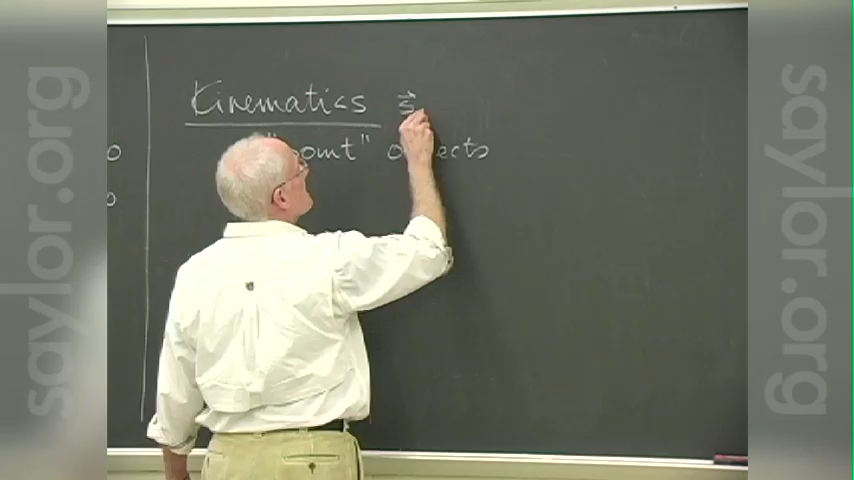 Kinematics s⃗
"point" objects
saylor.org
saylor.org